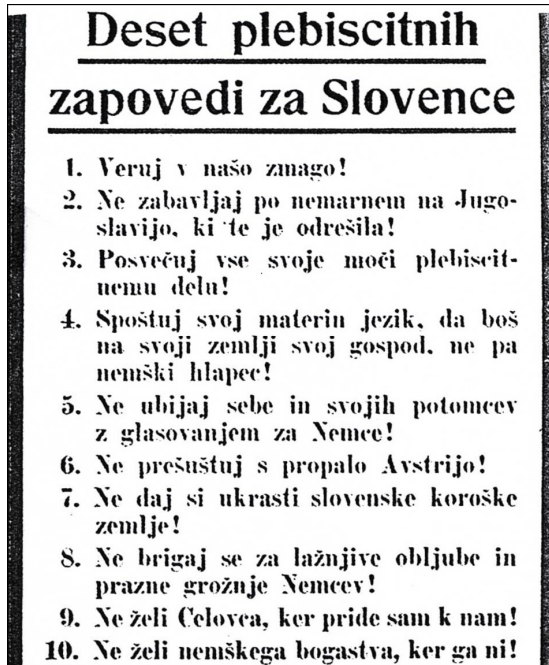 Deset plebiscitnih
zapovedi za Slovence
1. Veruj v našo zmago!
2. Ne zabavljaj po nemarnem na Jugo-
slavijo, ki te je odrešila!
3. Posvečuj vse svoje moči plebiscit-
nemu delu!
4. Spoštuj svoj materin jezik, da boš
na svoji zemlji svoj gospod, ne pa
nemški hlapec!
5. Ne ubijaj sebe in svojih potomcev
z glasovanjem za Nemce!
6. Ne prešuštuj s propalo Avstrijo!
7. Ne daj si ukrasti slovenske koroške
zemlje!
8. Ne brigaj se za lažnjive obljube in
prazne grožnje Nemcev!
9. Ne želi Celovca, ker pride sam k nam!
10. Ne želi nemškega bogastva, ker ga ni!